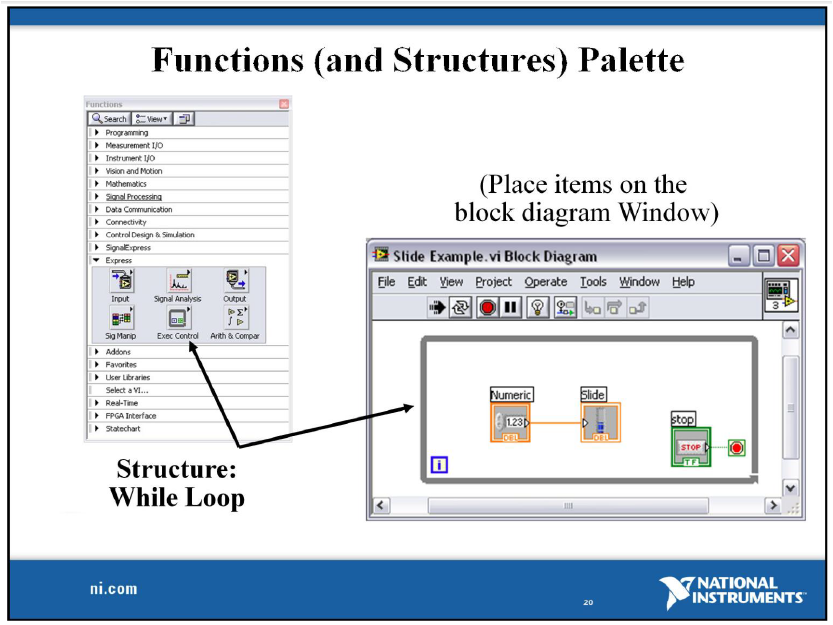 Functions (and Structures) Palette
Functions
Search View
Programming
Measurement I/O
Instrument I/O
Vision and Motion
Mathematics
Signal Processing
Data Communication
Connectivity
Control Design & Simulation
SignalExpress
Express
Input Signal Analysis Output
Sig Manip Exec Control Arith & Compar
Addons
Favorites
User Libraries
Select a VI...
Real-Time
FPGA Interface
Statechart
Structure:
While Loop
(Place items on the
block diagram Window)
Slide Example.vi Block Diagram
File Edit View Project Operate Tools Window Help
3
Numeric Slide
1.23
DBL DBL
stop
STOP
TF
i
ni.com
20
NATIONAL
INSTRUMENTS™